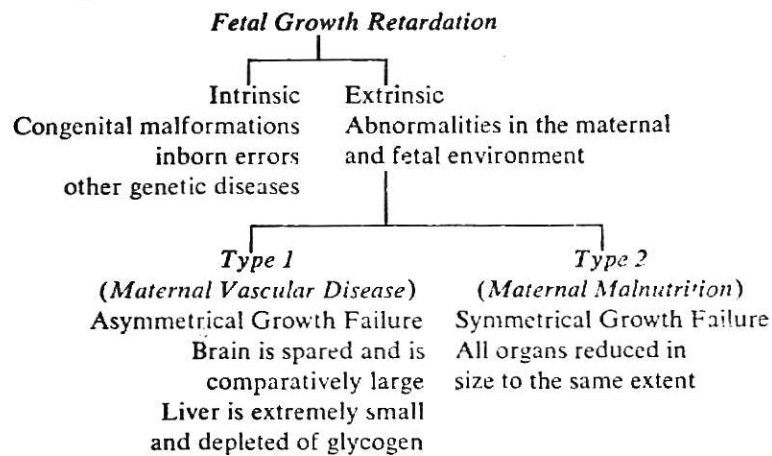 Fetal Growth Retardation
Intrinsic
Congenital malformations
inborn errors
other genetic diseases
Extrinsic
Abnormalities in the maternal
and fetal environment
Type 1
(Maternal Vascular Disease)
Asymmetrical Growth Failure
Brain is spared and is
comparatively large
Liver is extremely small
and depleted of glycogen
Type 2
(Maternal Malnutrition)
Symmetrical Growth Failure
All organs reduced in
size to the same extent